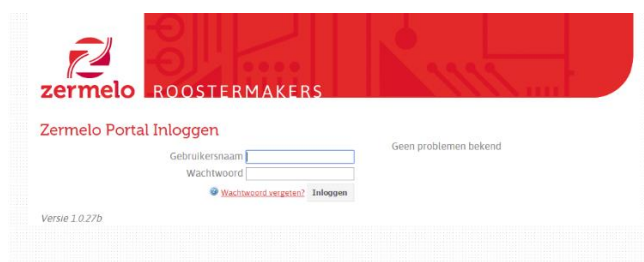 zermelo ROOSTERMAKERS
Zermelo Portal Inloggen
Geen problemen bekend
Gebruikersnaam
Wachtwoord
Wachtwoord vergeten? Inloggen
Versie 1.0.27b